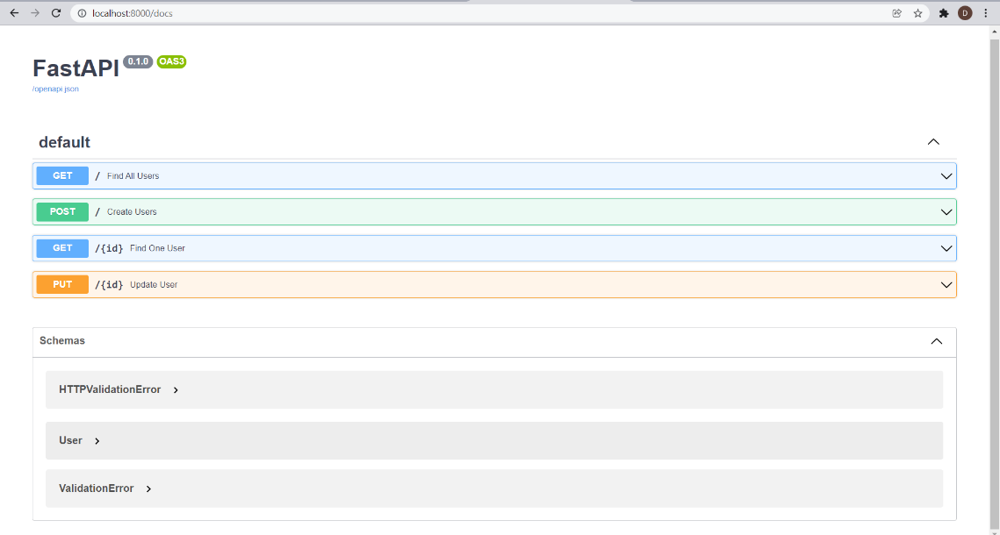 localhost:8000/docs
D
FastAPI 0.1.0 OAS3
/openapi.json
default
GET / Find All Users
POST / Create Users
GET /{id} Find One User
PUT /{id} Update User
Schemas
HTTPValidationError
User
ValidationError